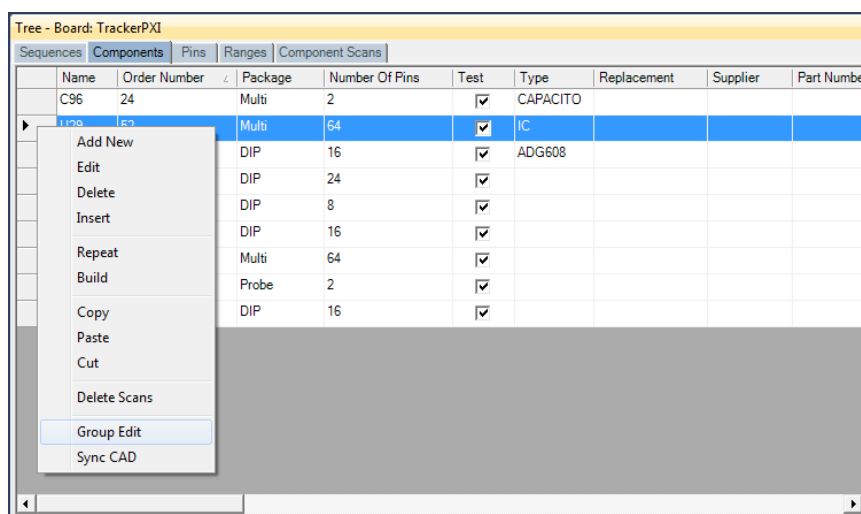 Tree - Board: TrackerPXI
Sequences Components Pins Ranges Component Scans
Name Order Number Package Number Of Pins Test Type Replacement Supplier Part Numbe
C96 24 Multi 2 CAPACITO
U29 52 Multi 64 IC
DIP 16 ADG608
DIP 24
DIP 8
DIP 16
Multi 64
Probe 2
DIP 16
Add New
Edit
Delete
Insert
Repeat
Build
Copy
Paste
Cut
Delete Scans
Group Edit
Sync CAD